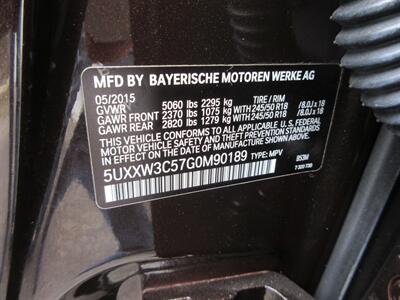 MFD BY BAYERISCHE MOTOREN WERKE AG
05/2015 TIRE / RIM
GVWR 5060 lbs 2295 kg
GAWR FRONT 2370 lbs 1075 kg WITH 245/50 R18 / 8.0J x 18
GAWR REAR 2820 lbs 1279 kg WITH 245/50 R18 / 8.0J x 18
THIS VEHICLE CONFORMS TO ALL APPLICABLE
FEDERAL MOTOR VEHICLE SAFETY
STANDARDS IN EFFECT ON THE DATE OF
MANUFACTURE SHOWN ABOVE.
5UXXW3C57G0M90189 TYPE: MPV